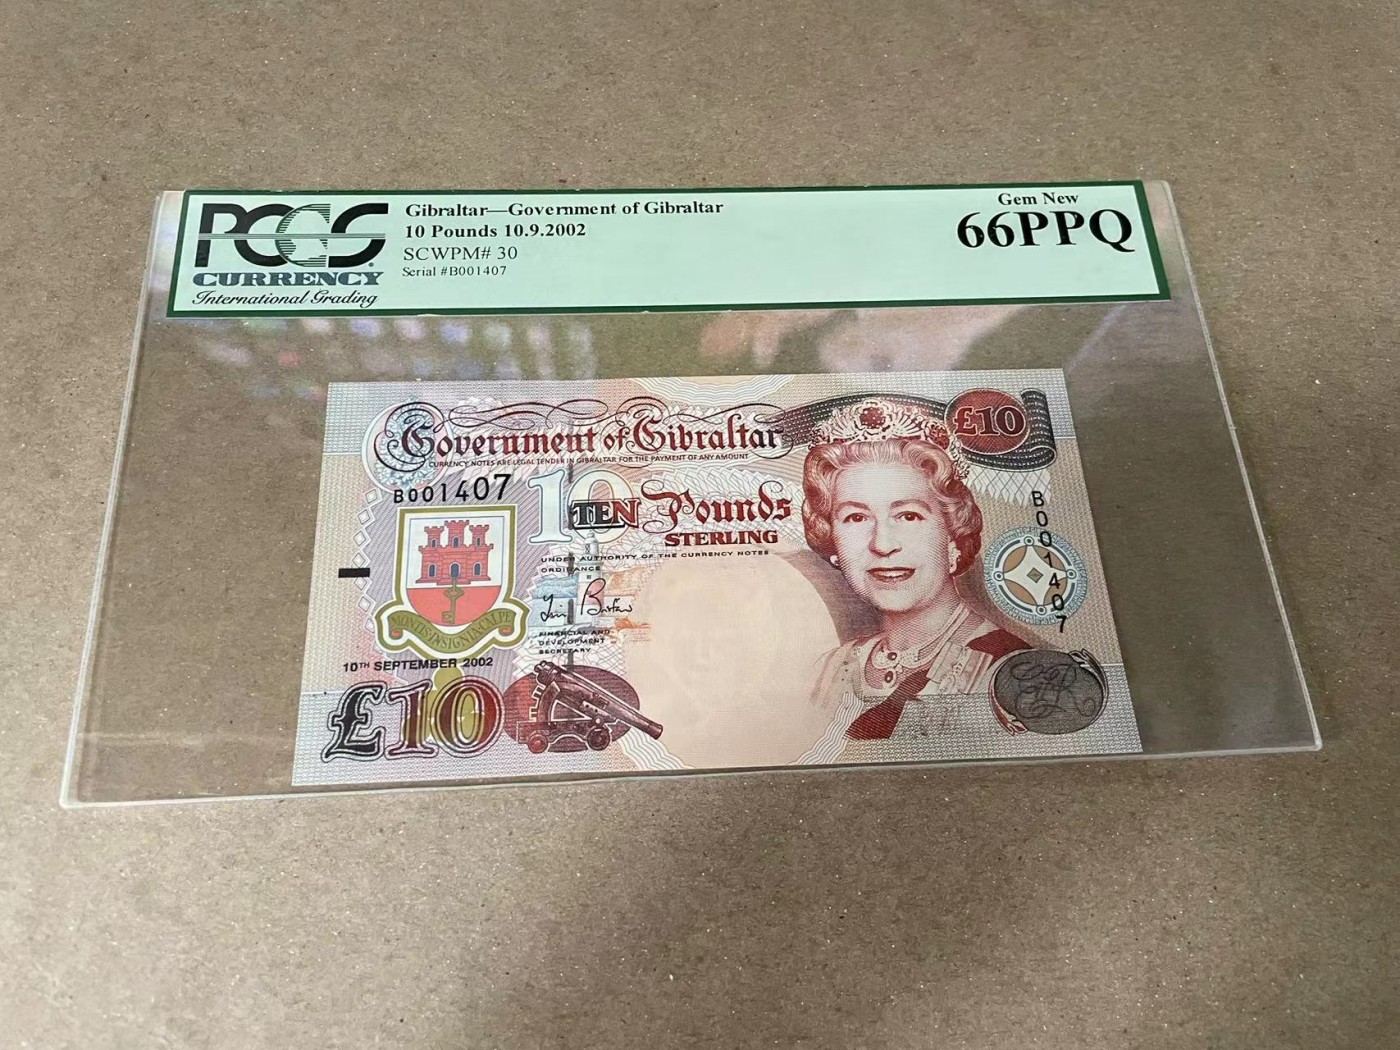 PCGS
CURRENCY
International Grading
Gibraltar—Government of Gibraltar
10 Pounds 10.9.2002
SCWPM# 30
Serial #B001407
Gem New
66PPQ
Government of Gibraltar
CURRENCY NOTES ARE LEGAL TENDER IN GIBRALTAR FOR THE PAYMENT OF ANY AMOUNT
£10
B001407
10
TEN Pounds
STERLING
UNDER AUTHORITY OF THE CURRENCY NOTES
ORDINANCE
B001407
FINANCIAL AND
DEVELOPMENT
SECRETARY
10TH SEPTEMBER 2002
£10